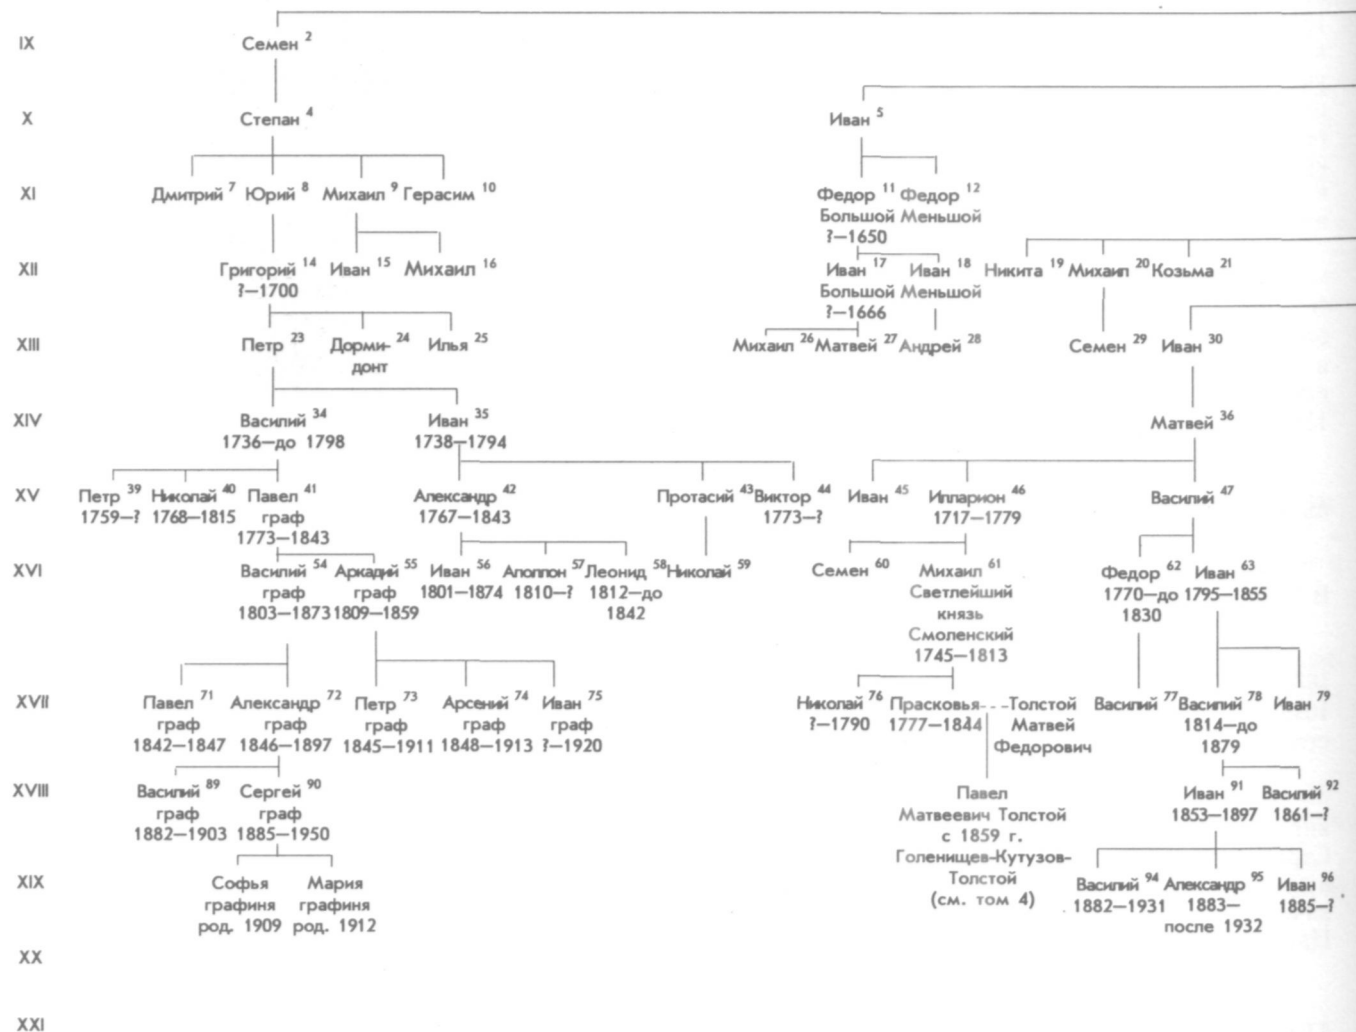 IX
Семен 2
X
Степан 4
Иван 5
XI
Дмитрий 7 Юрий 8 Михаил 9 Герасим 10
Федор 11 Федор 12
Большой Меньшой
?—1650
XII
Григорий 14 Иван 15 Михаил 16
?—1700
Иван 17 Иван 18 Никита 19 Михаил 20 Козьма 21
Большой Меньшой
?—1666
XIII
Петр 23 Дорми- 24 Илья 25
донт
Михаил 26 Матвей 27 Андрей 28 Семен 29 Иван 30
XIV
Василий 34 Иван 35
1736—до 1798 1738—1794
Матвей 36
XV
Петр 39 Николай 40 Павел 41 Александр 42 Протасий 43 Виктор 44 Иван 45 Илларион 46 Василий 47
1759—? 1768—1815 граф 1767—1843 1773—? 1717—1779
1773—1843
XVI
Василий 54 Аркадий 55 Иван 56 Аполлон 57 Леонид 58 Николай 59 Семен 60 Михаил 61 Федор 62 Иван 63
граф граф 1801—1874 1810—? 1812—до Светлейший 1770—до 1795—1855
1803—1873 1809—1859 1842 князь 1830
Смоленский
1745—1813
XVII
Павел 71 Александр 72 Петр 73 Арсений 74 Иван 75 Николай 76 Прасковья - - - Толстой Василий 77 Василий 78 Иван 79
граф граф граф граф граф ?—1790 1777—1844 Матвей 1814—до
1842—1847 1846—1897 1845—1911 1848—1913 ?—1920 Федорович 1879
XVIII
Василий 89 Сергей 90 Павел Иван 91 Василий 92
граф граф Матвеевич Толстой 1853—1897 1861—?
1882—1903 1885—1950 с 1859 г.
Голенищев-Кутузов-
XIX
Софья Мария Толстой Василий 94 Александр 95 Иван 96
графиня графиня (см. том 4) 1882—1931 1883— 1885—?
род. 1909 род. 1912 после 1932
XX
XXI